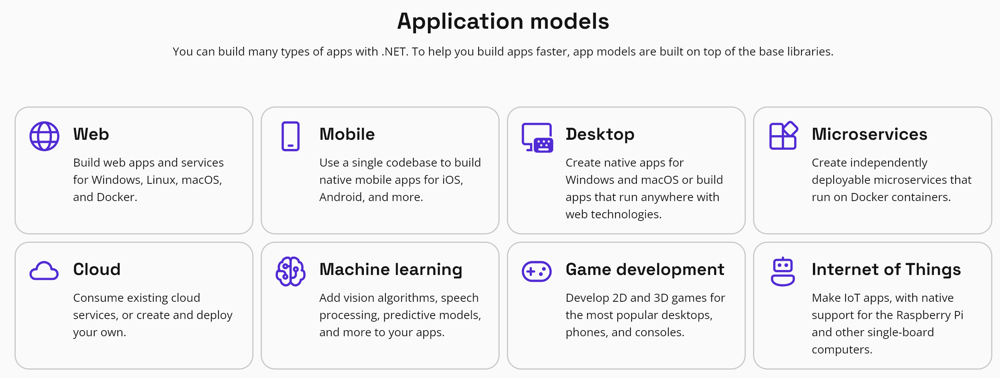 Application models
You can build many types of apps with .NET. To help you build apps faster, app models are built on top of the base libraries.
Web
Build web apps and services
for Windows, Linux, macOS,
and Docker.
Mobile
Use a single codebase to build
native mobile apps for iOS,
Android, and more.
Desktop
Create native apps for
Windows and macOS or build
apps that run anywhere with
web technologies.
Microservices
Create independently
deployable microservices that
run on Docker containers.
Cloud
Consume existing cloud
services, or create and deploy
your own.
Machine learning
Add vision algorithms, speech
processing, predictive models,
and more to your apps.
Game development
Develop 2D and 3D games for
the most popular desktops,
phones, and consoles.
Internet of Things
Make IoT apps, with native
support for the Raspberry Pi
and other single-board
computers.